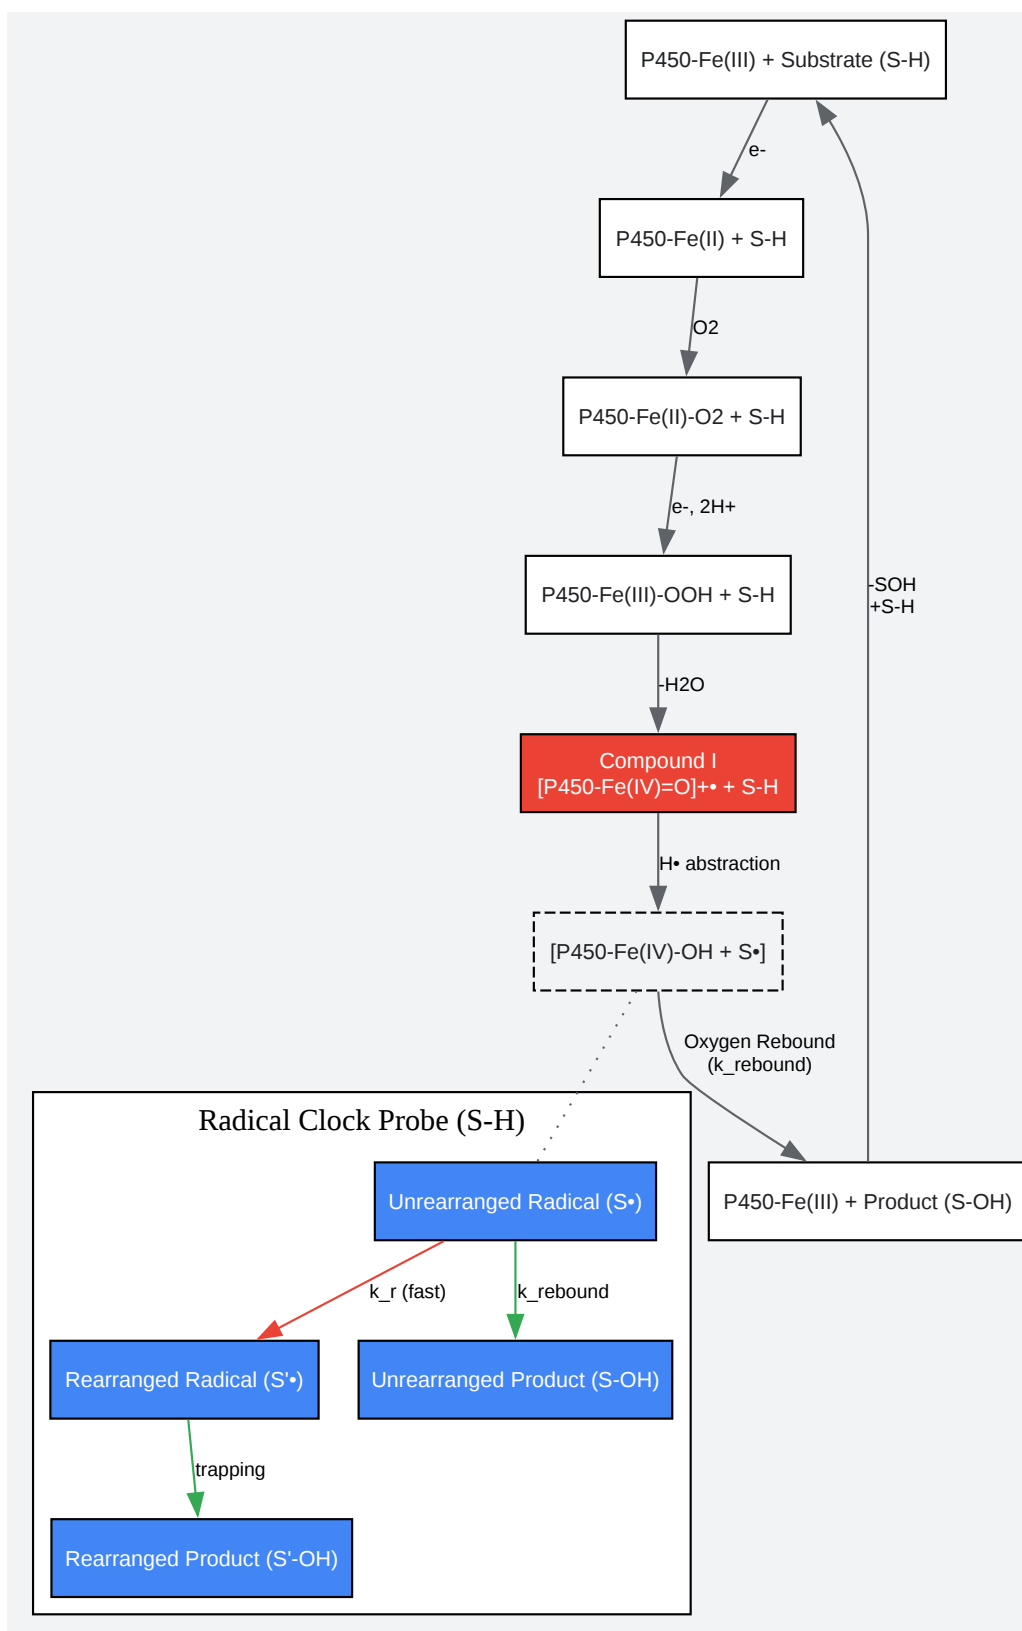 P450-Fe(III) + Substrate (S-H)
e-
P450-Fe(II) + S-H
O2
P450-Fe(II)-O2 + S-H
e-, 2H+
P450-Fe(III)-OOH + S-H
-SOH
+S-H
-H2O
Compound I
[P450-Fe(IV)=O]+• + S-H
H• abstraction
[P450-Fe(IV)-OH + S•]
Oxygen Rebound
(k_rebound)
Radical Clock Probe (S-H)
Unrearranged Radical (S•)
P450-Fe(III) + Product (S-OH)
k_r (fast)
k_rebound
Rearranged Radical (S'•)
Unrearranged Product (S-OH)
trapping
Rearranged Product (S'-OH)